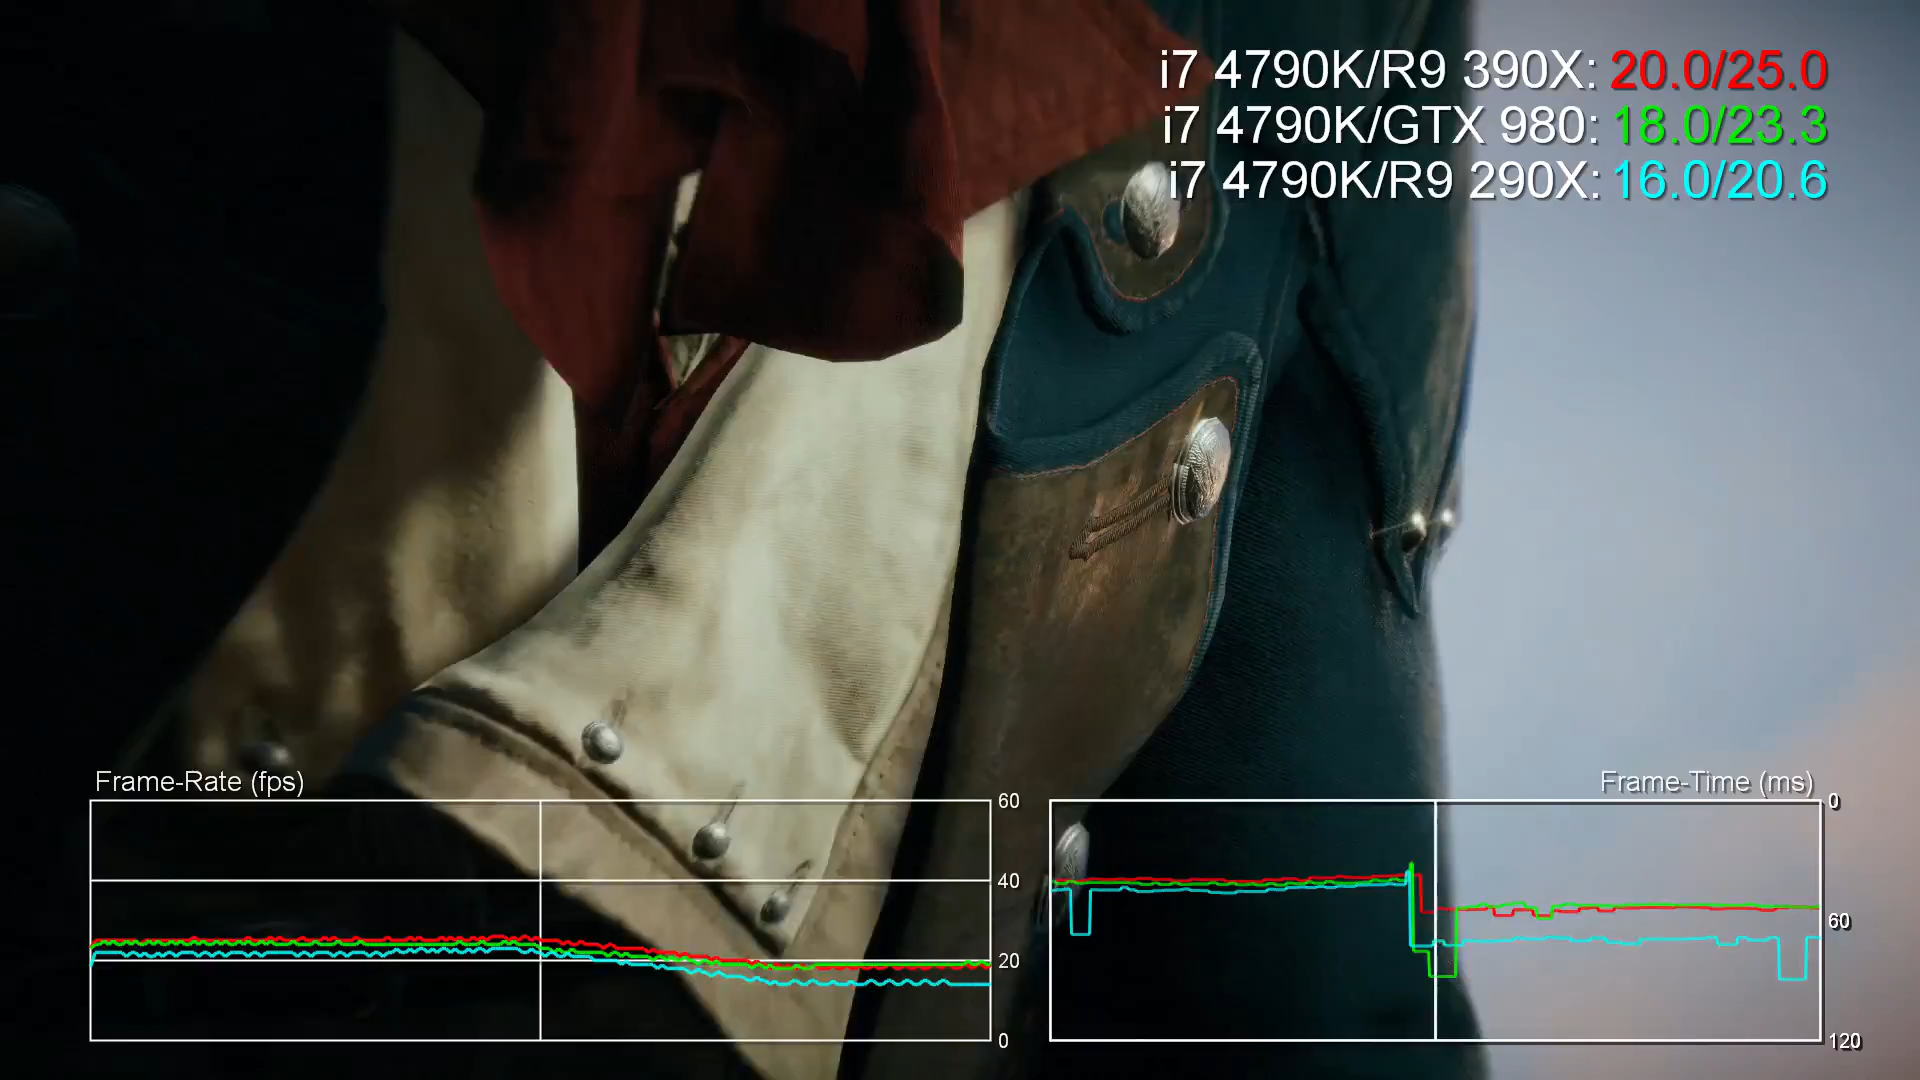 i7 4790K/R9 390X: 20.0/25.0
i7 4790K/GTX 980: 18.0/23.3
i7 4790K/R9 290X: 16.0/20.6
Frame-Rate (fps)
60
40
20
0
Frame-Time (ms)
0
60
120